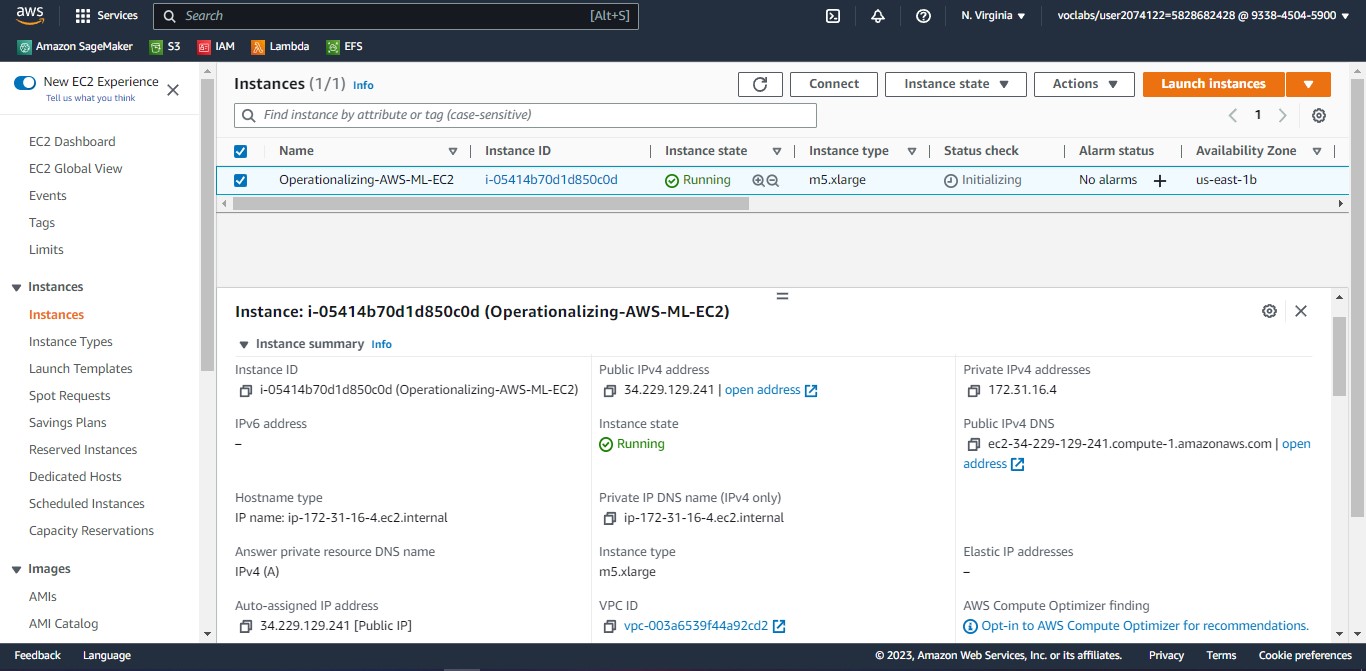 aws Services Search [Alt+S] N. Virginia voclabs/user2074122=5828682428 @ 9338-4504-5900
Amazon SageMaker S3 IAM Lambda EFS
New EC2 Experience
Tell us what you think
EC2 Dashboard
EC2 Global View
Events
Tags
Limits
Instances
Instances
Instance Types
Launch Templates
Spot Requests
Savings Plans
Reserved Instances
Dedicated Hosts
Scheduled Instances
Capacity Reservations
Images
AMIs
AMI Catalog
Instances (1/1) Info Connect Instance state Actions Launch instances
Find instance by attribute or tag (case-sensitive) 1
Name Instance ID Instance state Instance type Status check Alarm status Availability Zone
Operationalizing-AWS-ML-EC2 i-05414b70d1d850c0d Running m5.xlarge Initializing No alarms us-east-1b
Instance: i-05414b70d1d850c0d (Operationalizing-AWS-ML-EC2)
Instance summary Info
Instance ID
i-05414b70d1d850c0d (Operationalizing-AWS-ML-EC2)
Public IPv4 address
34.229.129.241 | open address
Private IPv4 addresses
172.31.16.4
IPv6 address
–
Instance state
Running
Public IPv4 DNS
ec2-34-229-129-241.compute-1.amazonaws.com | open
address
Hostname type
IP name: ip-172-31-16-4.ec2.internal
Private IP DNS name (IPv4 only)
ip-172-31-16-4.ec2.internal
Answer private resource DNS name
IPv4 (A)
Instance type
m5.xlarge
Elastic IP addresses
–
Auto-assigned IP address
34.229.129.241 [Public IP]
VPC ID
vpc-003a6539f44a92cd2
AWS Compute Optimizer finding
Opt-in to AWS Compute Optimizer for recommendations.
Feedback Language © 2023, Amazon Web Services, Inc. or its affiliates. Privacy Terms Cookie preferences